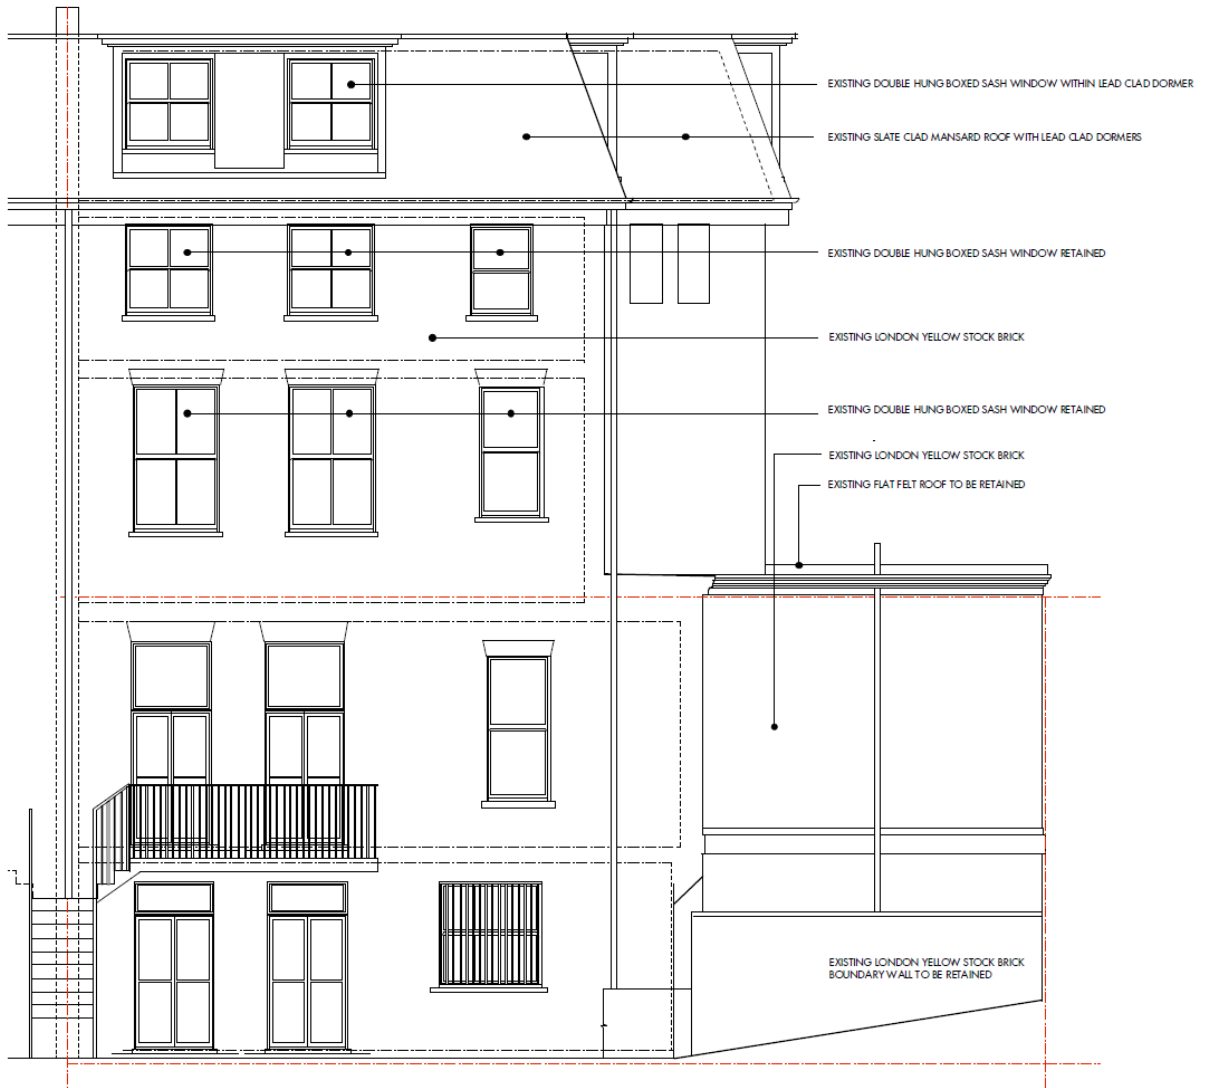 EXISTING DOUBLE HUNG BOXED SASH WINDOW WITHIN LEAD CLAD DORMER
EXISTING SLATE CLAD MANSARD ROOF WITH LEAD CLAD DORMERS
EXISTING DOUBLE HUNG BOXED SASH WINDOW RETAINED
EXISTING LONDON YELLOW STOCK BRICK
EXISTING DOUBLE HUNG BOXED SASH WINDOW RETAINED
EXISTING LONDON YELLOW STOCK BRICK
EXISTING FLAT FELT ROOF TO BE RETAINED
EXISTING LONDON YELLOW STOCK BRICK
BOUNDARY WALL TO BE RETAINED